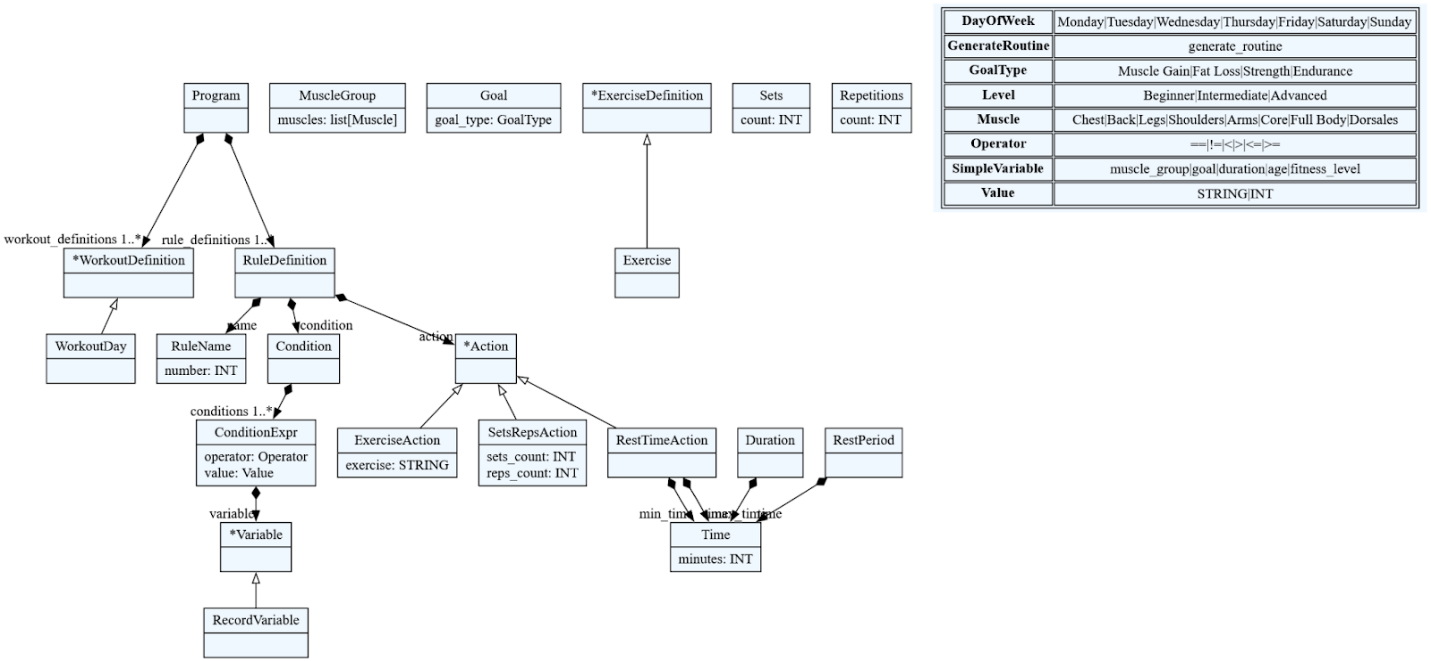 DayOfWeek Monday|Tuesday|Wednesday|Thursday|Friday|Saturday|Sunday
GenerateRoutine generate_routine
GoalType Muscle Gain|Fat Loss|Strength|Endurance
Level Beginner|Intermediate|Advanced
Muscle Chest|Back|Legs|Shoulders|Arms|Core|Full Body|Dorsales
Operator ==|!=|<|>|<=|>=
SimpleVariable muscle_group|goal|duration|age|fitness_level
Value STRING|INT
Program
MuscleGroup
muscles: list[Muscle]
Goal
goal_type: GoalType
*ExerciseDefinition
Sets
count: INT
Repetitions
count: INT
workout_definitions 1..*
rule_definitions 1..*
*WorkoutDefinition
RuleDefinition
Exercise
name
condition
action
WorkoutDay
RuleName
number: INT
Condition
*Action
conditions 1..*
ConditionExpr
operator: Operator
value: Value
ExerciseAction
exercise: STRING
SetsRepsAction
sets_count: INT
reps_count: INT
RestTimeAction
Duration
RestPeriod
variable
min_time
max_time
time
*Variable
Time
minutes: INT
RecordVariable